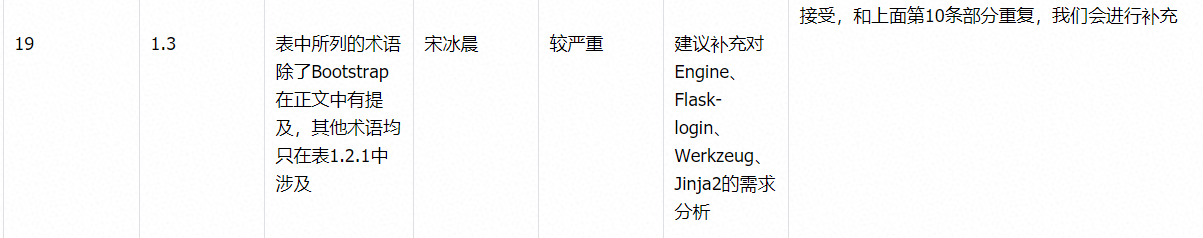 接受，和上面第10条部分重复，我们会进行补充
19
1.3
表中所列的术语
除了Bootstrap
在正文中有提
及，其他术语均
只在表1.2.1中
涉及
宋冰晨
较严重
建议补充对
Engine、
Flask-
login、
Werkzeug、
Jinja2的需求
分析